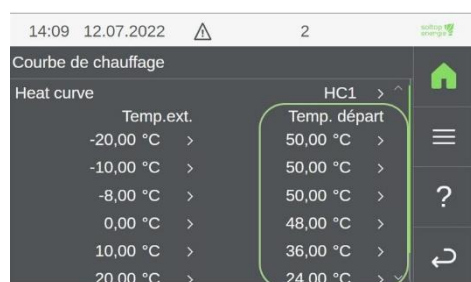 14:09 12.07.2022 2 soltop energie
Courbe de chauffage
Heat curve HC1 >
Temp.ext. Temp. départ
-20,00 °C > 50,00 °C >
-10,00 °C > 50,00 °C >
-8,00 °C > 50,00 °C >
0,00 °C > 48,00 °C >
10,00 °C > 36,00 °C >
20,00 °C > 24,00 °C >
?